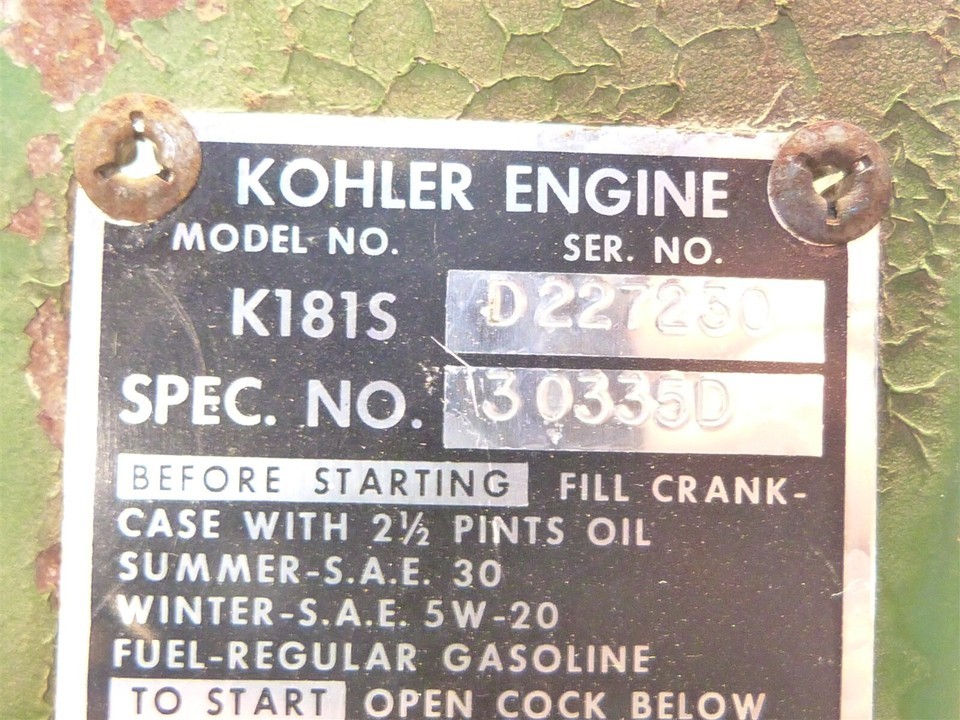 KOHLER ENGINE
MODEL NO. SER. NO.
K181S D227250
SPEC. NO. 30335D
BEFORE STARTING FILL CRANK-
CASE WITH 2½ PINTS OIL
SUMMER-S.A.E. 30
WINTER-S.A.E. 5W-20
FUEL-REGULAR GASOLINE
TO START OPEN COCK BELOW